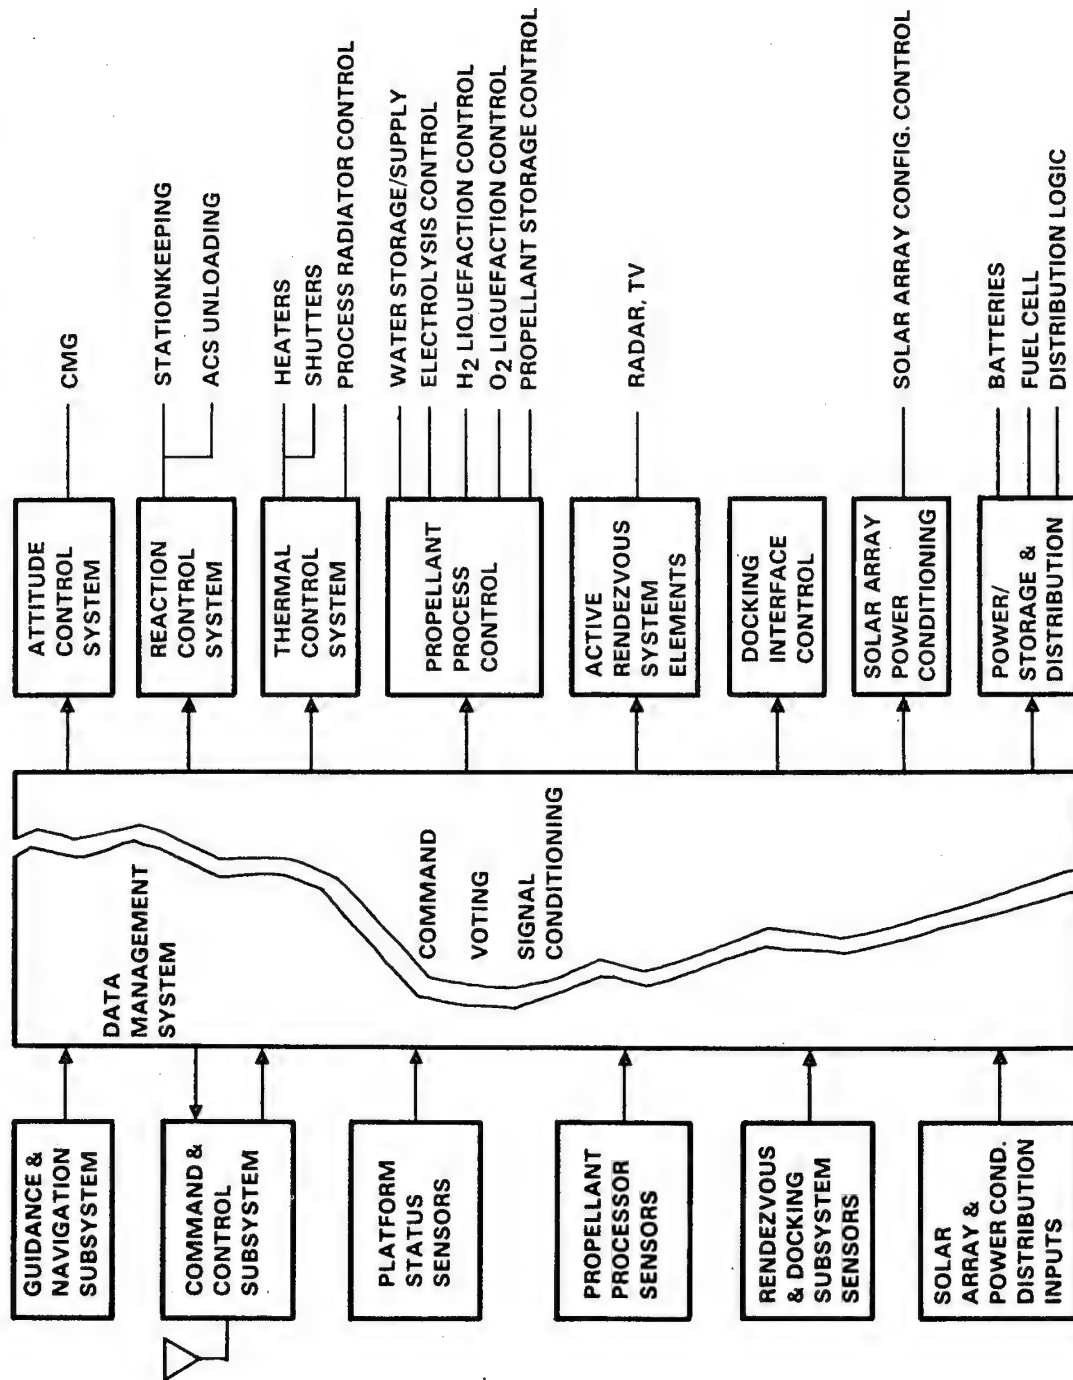 GUIDANCE &
NAVIGATION
SUBSYSTEM
COMMAND &
CONTROL
SUBSYSTEM
PLATFORM
STATUS
SENSORS
PROPELLANT
PROCESSOR
SENSORS
RENDEZVOUS
& DOCKING
SUBSYSTEM
SENSORS
SOLAR
ARRAY &
POWER COND.
DISTRIBUTION
INPUTS
DATA
MANAGEMENT
SYSTEM
COMMAND
VOTING
SIGNAL
CONDITIONING
ATTITUDE
CONTROL
SYSTEM
CMG
REACTION
CONTROL
SYSTEM
STATIONKEEPING
ACS UNLOADING
THERMAL
CONTROL
SYSTEM
HEATERS
SHUTTERS
PROCESS RADIATOR CONTROL
PROPELLANT
PROCESS
CONTROL
WATER STORAGE/SUPPLY
ELECTROLYSIS CONTROL
H2 LIQUEFACTION CONTROL
O2 LIQUEFACTION CONTROL
PROPELLANT STORAGE CONTROL
ACTIVE
RENDEZVOUS
SYSTEM
ELEMENTS
RADAR, TV
DOCKING
INTERFACE
CONTROL
SOLAR ARRAY
POWER
CONDITIONING
SOLAR ARRAY CONFIG. CONTROL
POWER/
STORAGE &
DISTRIBUTION
BATTERIES
FUEL CELL
DISTRIBUTION LOGIC